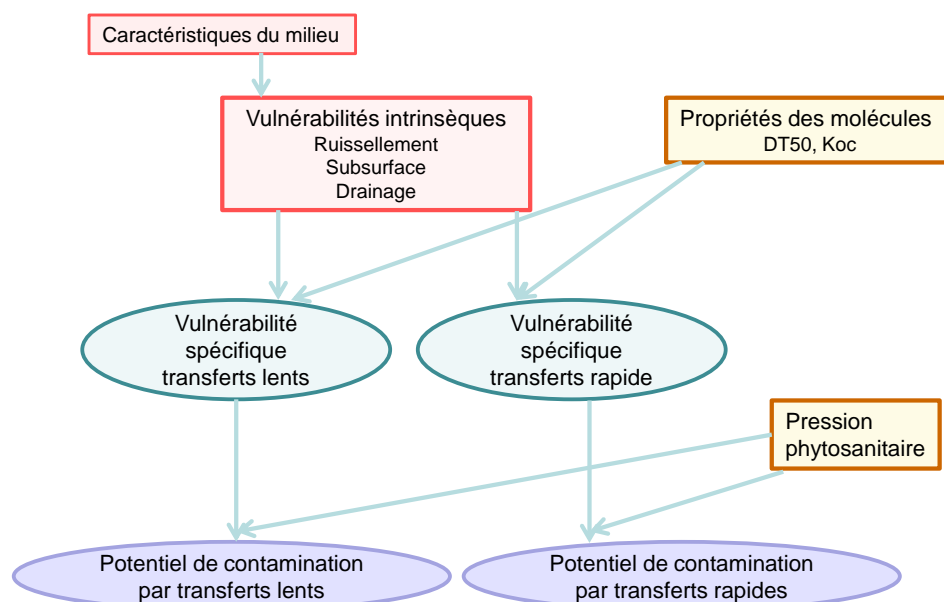 Caractéristiques du milieu
Vulnérabilités intrinsèques
Ruissellement
Subsurface
Drainage
Propriétés des molécules
DT50, Koc
Vulnérabilité
spécifique
transferts lents
Vulnérabilité
spécifique
transferts rapide
Pression
phytosanitaire
Potentiel de contamination
par transferts lents
Potentiel de contamination
par transferts rapides